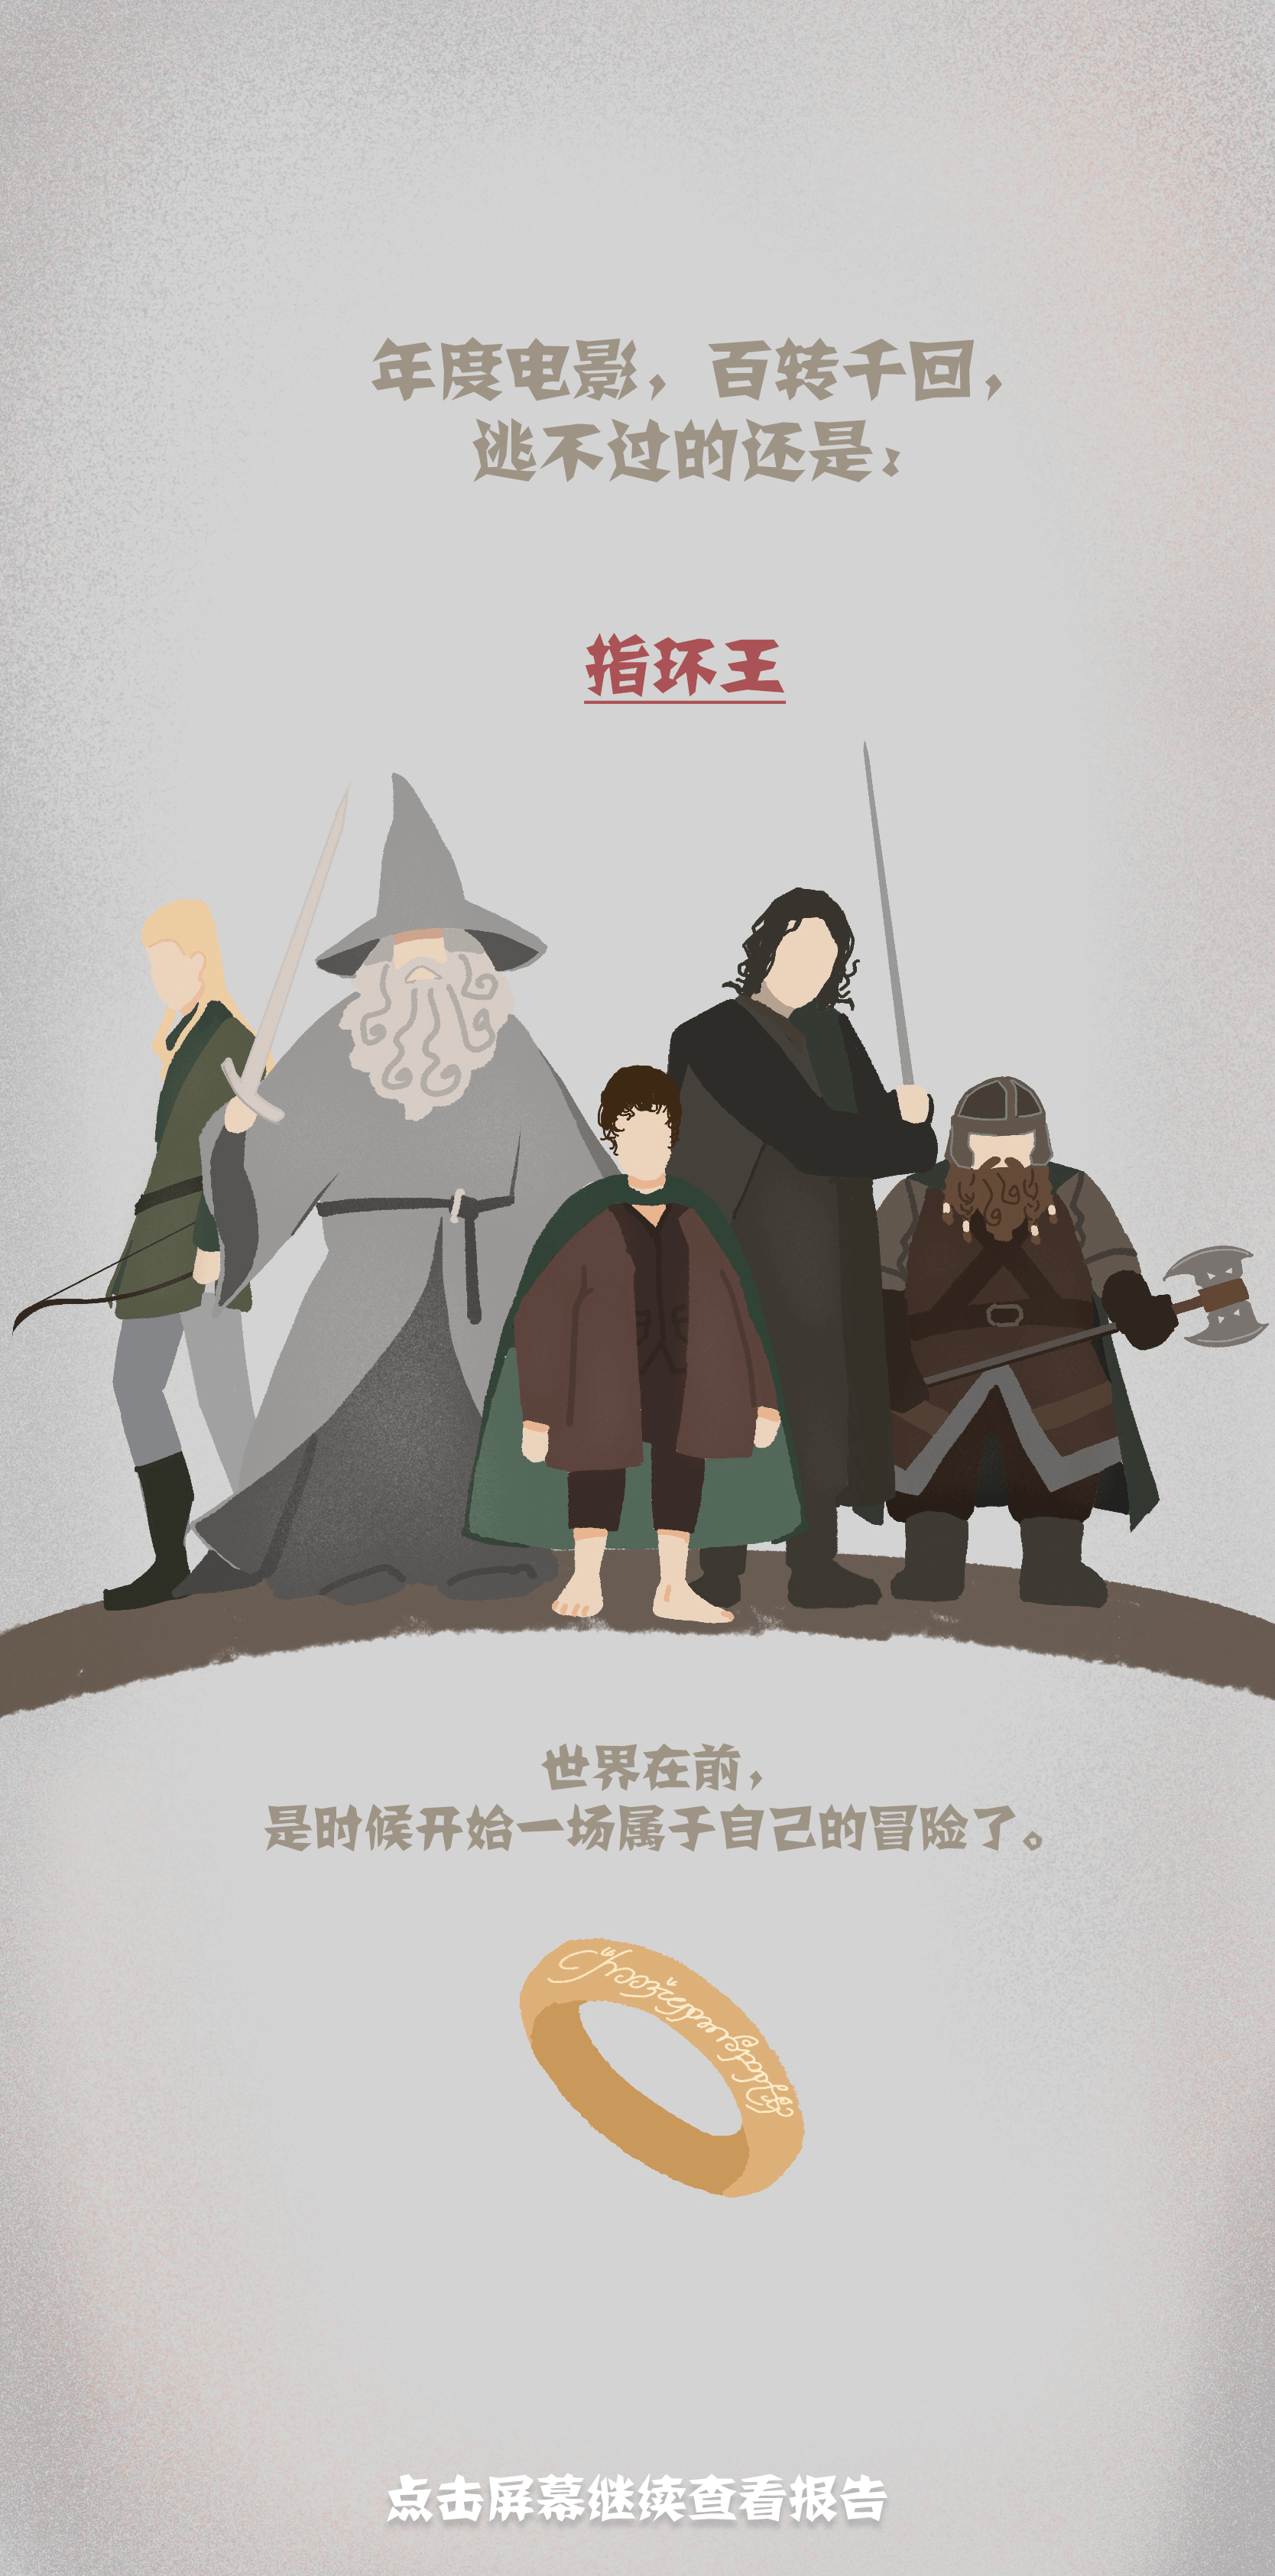 年度电影，百转千回，
逃不过的还是：
指环王
世界在前，
是时候开始一场属于自己的冒险了。
点击屏幕继续查看报告